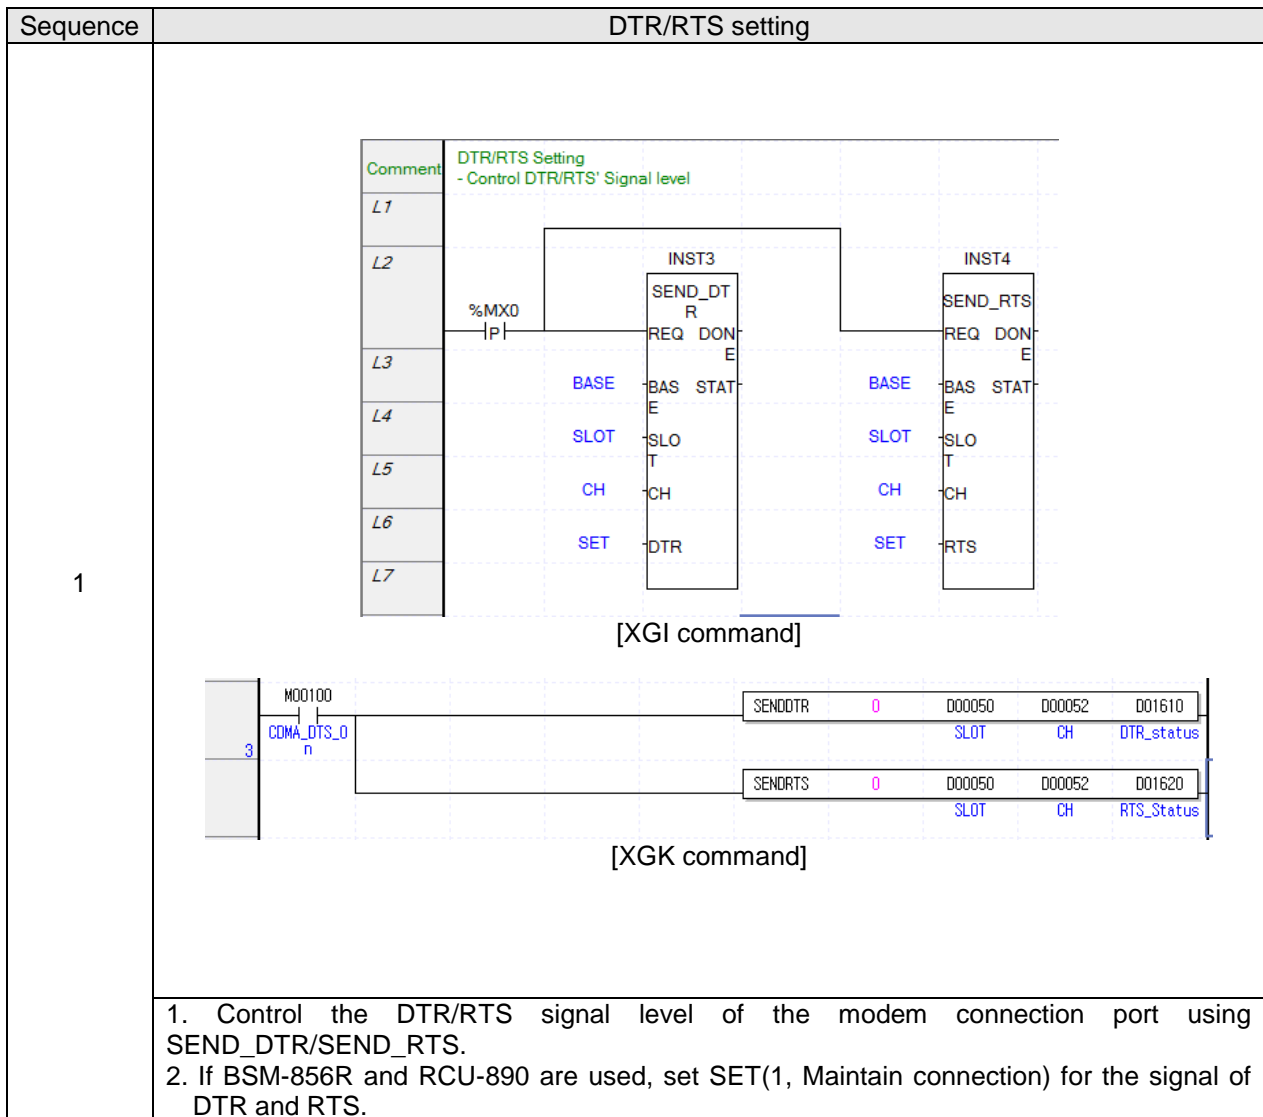 Sequence DTR/RTS setting
1
Comment DTR/RTS Setting
- Control DTR/RTS' Signal level
L1
L2 INST3 INST4
SEND_DT
R SEND_RTS
%MX0
P REQ DON REQ DON
E E
L3
BASE BAS STAT BASE BAS STAT
E E
L4
SLOT SLO SLOT SLO
T T
L5
CH CH CH CH
L6
SET DTR SET RTS
L7
[XGI command]
M00100
SENDDTR 0 D00050 D00052 D01610
CDMA_DTS_O SLOT CH DTR_status
3 n
SENDRTS 0 D00050 D00052 D01620
SLOT CH RTS_Status
[XGK command]
1. Control the DTR/RTS signal level of the modem connection port using
SEND_DTR/SEND_RTS.
2. If BSM-856R and RCU-890 are used, set SET(1, Maintain connection) for the signal of
DTR and RTS.